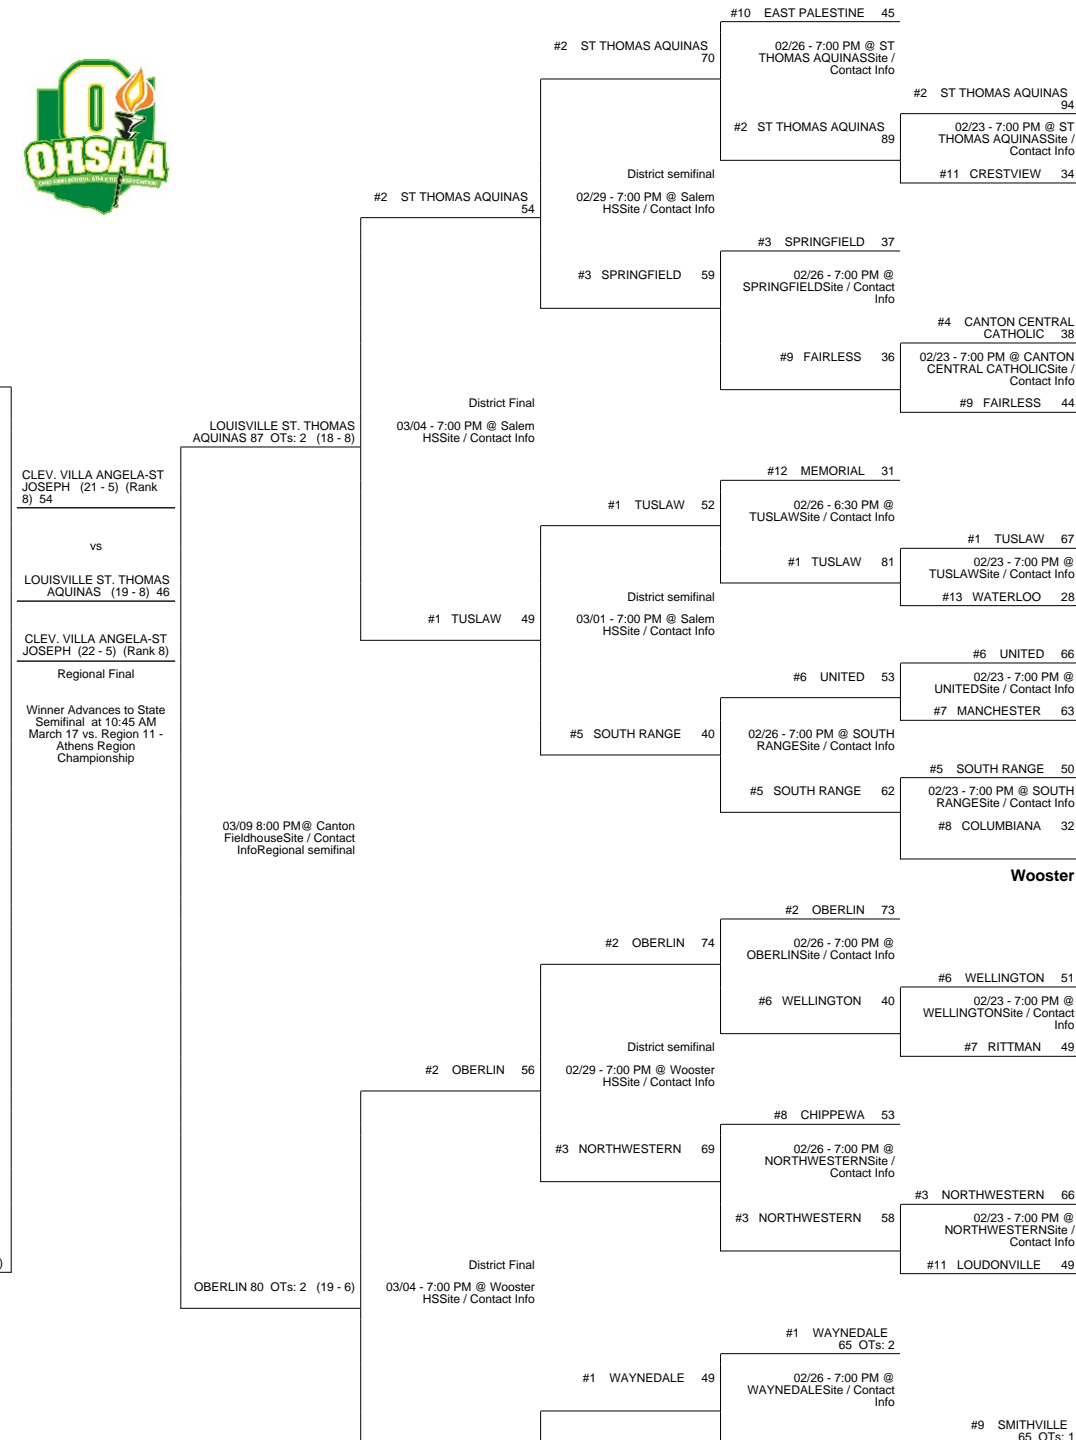 #10 EAST PALESTINE 45
#2 ST THOMAS AQUINAS
70
02/26 - 7:00 PM @ ST
THOMAS AQUINASSite /
Contact Info
#2 ST THOMAS AQUINAS
94
#2 ST THOMAS AQUINAS
89
02/23 - 7:00 PM @ ST
THOMAS AQUINASSite /
Contact Info
OHSAA
District semifinal
#11 CRESTVIEW 34
#2 ST THOMAS AQUINAS
54
02/29 - 7:00 PM @ Salem
HSSite / Contact Info
#3 SPRINGFIELD 37
#3 SPRINGFIELD 59
02/26 - 7:00 PM @
SPRINGFIELDSite / Contact
Info
#4 CANTON CENTRAL
CATHOLIC 38
#9 FAIRLESS 36
02/23 - 7:00 PM @ CANTON
CENTRAL CATHOLICSite /
Contact Info
District Final
#9 FAIRLESS 44
LOUISVILLE ST. THOMAS
AQUINAS 87 OTs: 2 (18 - 8)
03/04 - 7:00 PM @ Salem
HSSite / Contact Info
CLEV. VILLA ANGELA-ST
JOSEPH (21 - 5) (Rank
8) 54
#12 MEMORIAL 31
#1 TUSLAW 52
02/26 - 6:30 PM @
TUSLAWSite / Contact Info
vs
#1 TUSLAW 67
#1 TUSLAW 81
02/23 - 7:00 PM @
TUSLAWSite / Contact Info
LOUISVILLE ST. THOMAS
AQUINAS (19 - 8) 46
District semifinal
#13 WATERLOO 28
#1 TUSLAW 49
03/01 - 7:00 PM @ Salem
HSSite / Contact Info
CLEV. VILLA ANGELA-ST
JOSEPH (22 - 5) (Rank 8)
#6 UNITED 66
Regional Final
#6 UNITED 53
02/23 - 7:00 PM @
UNITEDSite / Contact Info
Winner Advances to State
Semifinal at 10:45 AM
March 17 vs. Region 11 -
Athens Region
Championship
#7 MANCHESTER 63
#5 SOUTH RANGE 40
02/26 - 7:00 PM @ SOUTH
RANGESite / Contact Info
#5 SOUTH RANGE 50
#5 SOUTH RANGE 62
02/23 - 7:00 PM @ SOUTH
RANGESite / Contact Info
03/09 8:00 PM@ Canton
FieldhouseSite / Contact
InfoRegional semifinal
#8 COLUMBIANA 32
Wooster
#2 OBERLIN 73
#2 OBERLIN 74
02/26 - 7:00 PM @
OBERLINSite / Contact Info
#6 WELLINGTON 51
#6 WELLINGTON 40
02/23 - 7:00 PM @
WELLINGTONSite / Contact
Info
District semifinal
#7 RITTMAN 49
#2 OBERLIN 56
02/29 - 7:00 PM @ Wooster
HSSite / Contact Info
#8 CHIPPEWA 53
#3 NORTHWESTERN 69
02/26 - 7:00 PM @
NORTHWESTERNSite /
Contact Info
#3 NORTHWESTERN 66
#3 NORTHWESTERN 58
02/23 - 7:00 PM @
NORTHWESTERNSite /
Contact Info
)
District Final
#11 LOUDONVILLE 49
OBERLIN 80 OTs: 2 (19 - 6)
03/04 - 7:00 PM @ Wooster
HSSite / Contact Info
#1 WAYNEDALE
65 OTs: 2
#1 WAYNEDALE 49
02/26 - 7:00 PM @
WAYNEDALESite / Contact
Info
#9 SMITHVILLE
65 OTs: 1